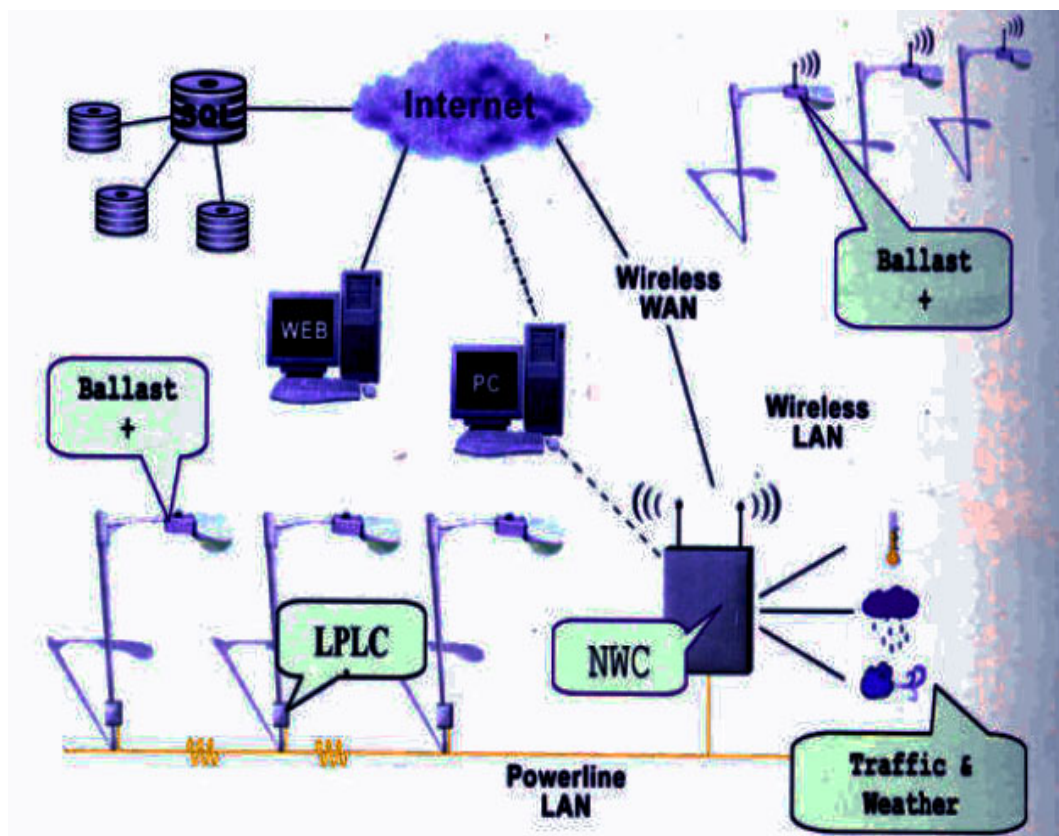 Internet
SQL
Ballast
+
Wireless
WAN
WEB
PC
Ballast
+
Wireless
LAN
LPLC
NWC
Traffic &
Weather
Powerline
LAN